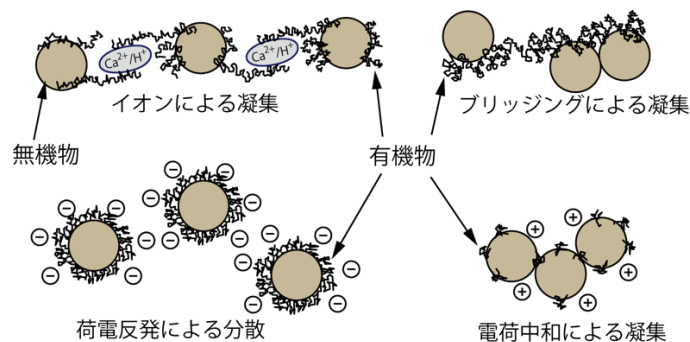 Ca2+/H+
Ca2+/H+
イオンによる凝集
ブリッジングによる凝集
無機物
有機物
荷電反発による分散
電荷中和による凝集